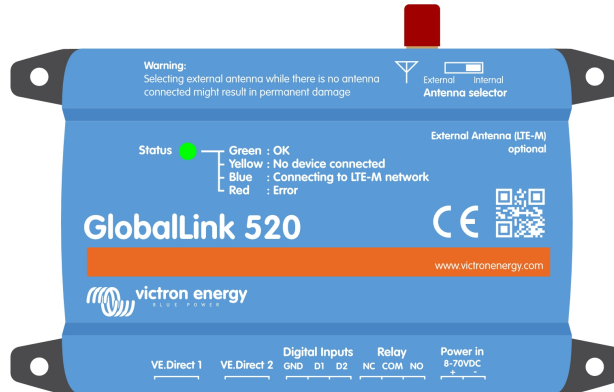 Warning:
Selecting external antenna while there is no antenna
connected might result in permanent damage
External Internal
Antenna selector
External Antenna (LTE-M)
optional
Status
Green : OK
Yellow : No device connected
Blue : Connecting to LTE-M network
Red : Error
GlobalLink 520
CE
www.victronenergy.com
victron energy
BLUE POWER
VE.Direct 1
VE.Direct 2
Digital Inputs
GND D1 D2
Relay
NC COM NO
Power in
8-70VDC
+ -